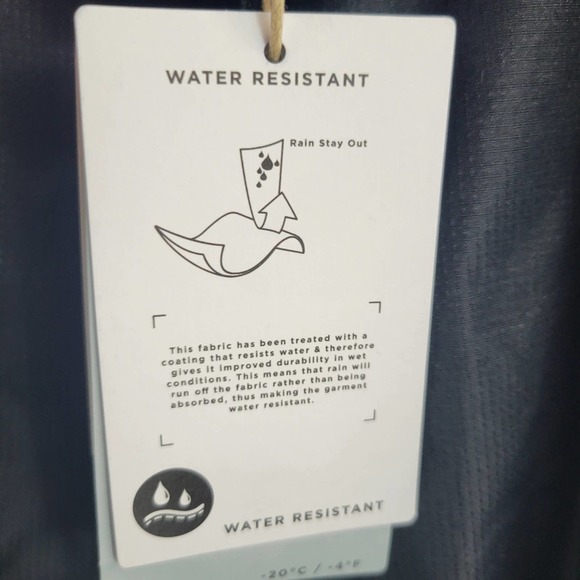 WATER RESISTANT
Rain Stay Out
This fabric has been treated with a
coating that resists water & therefore
gives it improved durability in wet
conditions. This means that rain will
run off the fabric rather than being
absorbed, thus making the garment
water resistant.
WATER RESISTANT
-20°C / -4°F